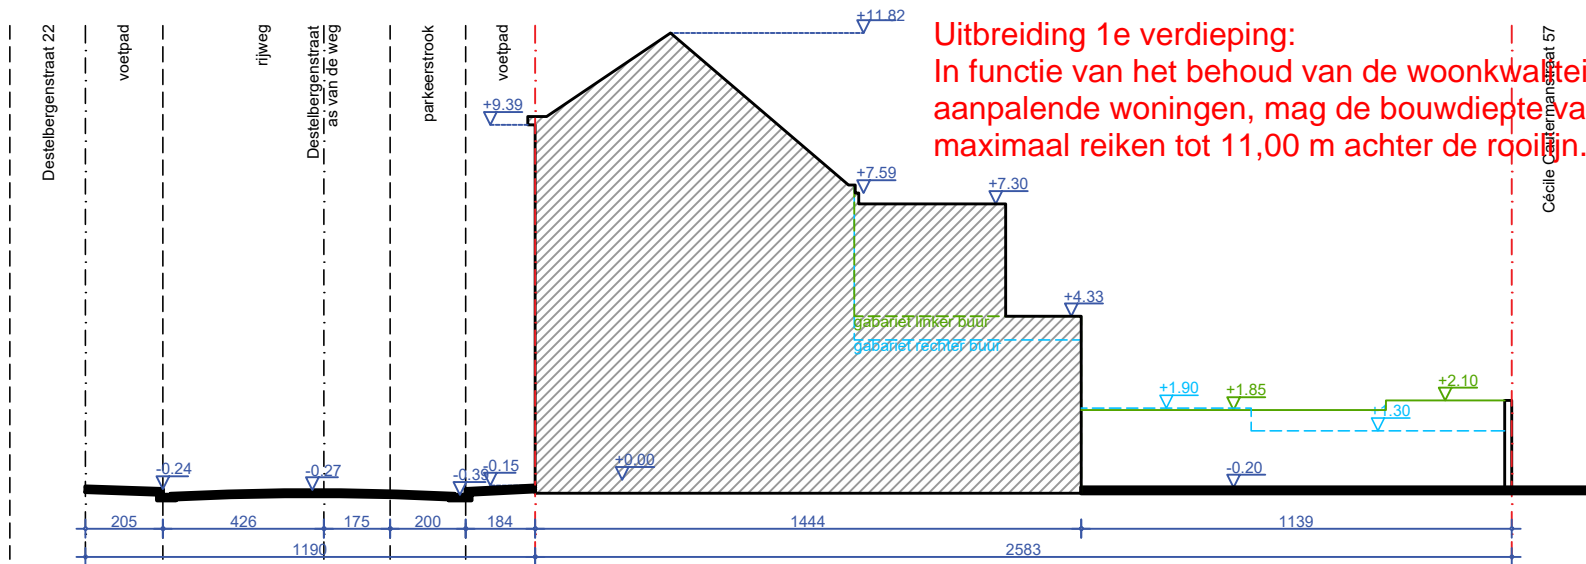 Destelbergenstraat 22
voetpad
rijweg
Destelbergenstraat
as van de weg
parkeerstrook
voetpad
+11.82
Uitbreiding 1e verdieping:
In functie van het behoud van de woonkwalitei
aanpalende woningen, mag de bouwdiepte va
maximaal reiken tot 11,00 m achter de rooilijn.
Cécile Cautermanstraat 57
+9.39
+7.59
+7.30
+4.33
gabariet linker buur
gabariet rechter buur
+1.90
+1.85
+2.10
+1.30
-0.24
-0.27
-0.39
-0.15
+0.00
-0.20
205
426
175
200
184
1444
1139
1190
2583